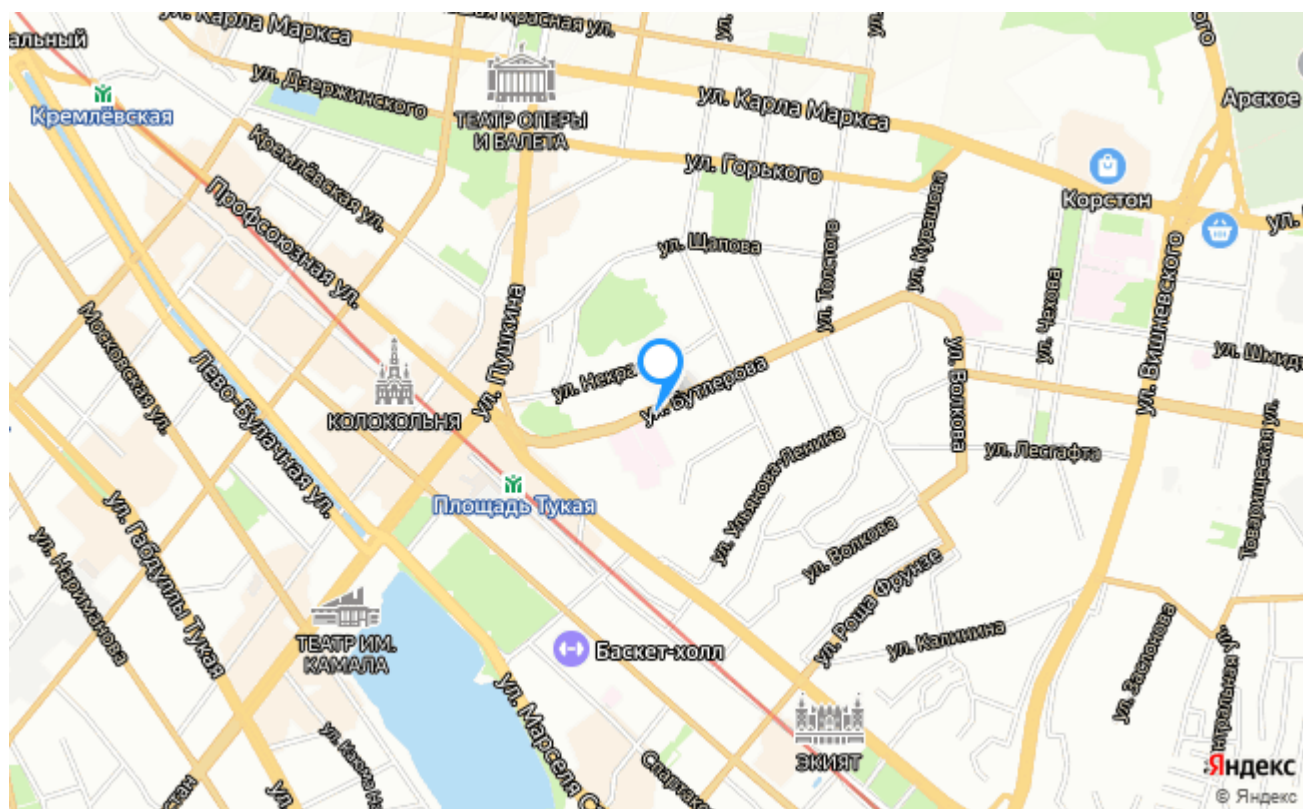 ул. Карла Маркса
Красная ул.
Кремлёвская
ул. Дзержинского
ТЕАТР ОПЕРЫ
И БАЛЕТА
ул. Карла Маркса
Арское
Кремлёвская ул.
ул. Горького
Корстон
ул.
Профсоюзная ул.
ул. Щапова
ул. Толстого
ул. Курашова
ул. Чехова
ул. Вишневского
ул. Пушкина
Московская ул.
Лево-Булачная ул.
КОЛОКОЛЬНЯ
ул. Бутлерова
ул. Волкова
ул. Лесгафта
Товарищеская ул.
Площадь Тукая
ул. Ульянова-Ленина
ул. Габдуллы Тукая
ул. Нариманова
ул. Волкова
ул. Роща Фрунзе
ул. Калинина
ул. Заслонова
ТЕАТР ИМ.
КАМАЛА
Баскет-холл
ул. Марселя С
ЭКИЯТ
Яндекс
© Яндекс